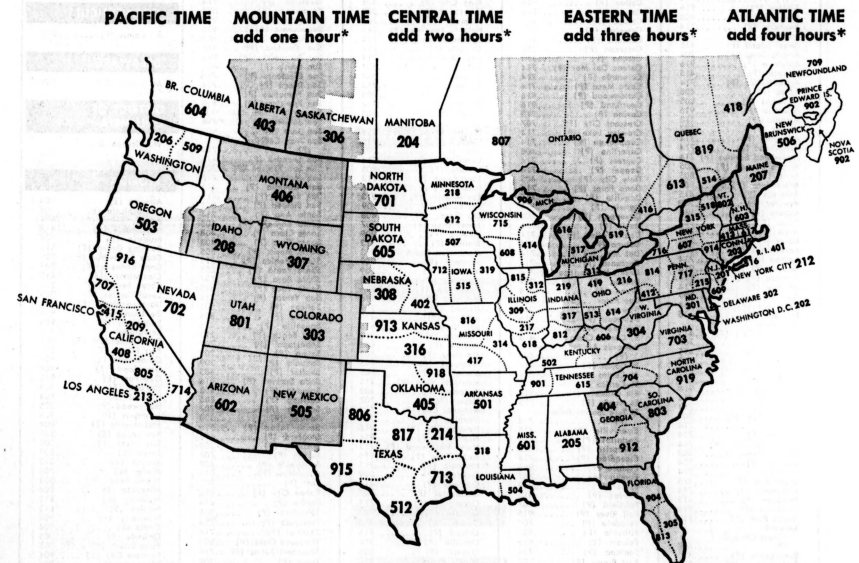 PACIFIC TIME
MOUNTAIN TIME
add one hour*
CENTRAL TIME
add two hours*
EASTERN TIME
add three hours*
ATLANTIC TIME
add four hours*
709
NEWFOUNDLAND
PRINCE
EDWARD IS.
902
NEW
BRUNSWICK
506
NOVA
SCOTIA
902
BR. COLUMBIA
604
ALBERTA
403
SASKATCHEWAN
306
MANITOBA
204
807
ONTARIO
705
QUEBEC
418
819
613
514
416
519
206
509
WASHINGTON
MONTANA
406
NORTH
DAKOTA
701
MINNESOTA
218
612
507
WISCONSIN
715
608
414
906
MICH.
616
517
MICHIGAN
313
MAINE
207
VT.
802
N.H.
603
MASS.
413
617
CONN.
R. I. 401
516
NEW YORK CITY 212
NEW YORK
315
518
607
716
914
OREGON
503
IDAHO
208
WYOMING
307
SOUTH
DAKOTA
605
NEBRASKA
308
402
712
IOWA
515
319
815
312
ILLINOIS
309
217
618
219
INDIANA
317
812
419
OHIO
216
513
614
814
PENN.
717
412
215
N.J.
201
609
MD.
301
DELAWARE 302
WASHINGTON D.C. 202
W.
VIRGINIA
304
VIRGINIA
703
916
707
SAN FRANCISCO
415
209
CALIFORNIA
408
805
LOS ANGELES
213
714
NEVADA
702
UTAH
801
COLORADO
303
913
KANSAS
316
816
MISSOURI
314
417
502
KENTUCKY
606
901
TENNESSEE
615
704
NORTH
CAROLINA
919
SO.
CAROLINA
803
ARIZONA
602
NEW MEXICO
505
918
OKLAHOMA
405
ARKANSAS
501
806
817
214
TEXAS
915
713
512
318
LOUISIANA
504
MISS.
601
ALABAMA
205
404
GEORGIA
912
FLORIDA
904
305
813